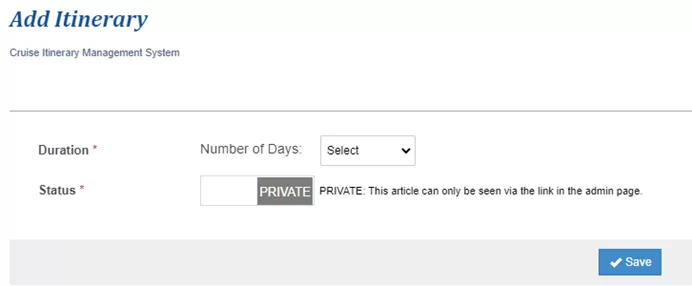 Add Itinerary
Cruise Itinerary Management System
Duration * Number of Days: Select
Status * PRIVATE PRIVATE: This article can only be seen via the link in the admin page.
Save